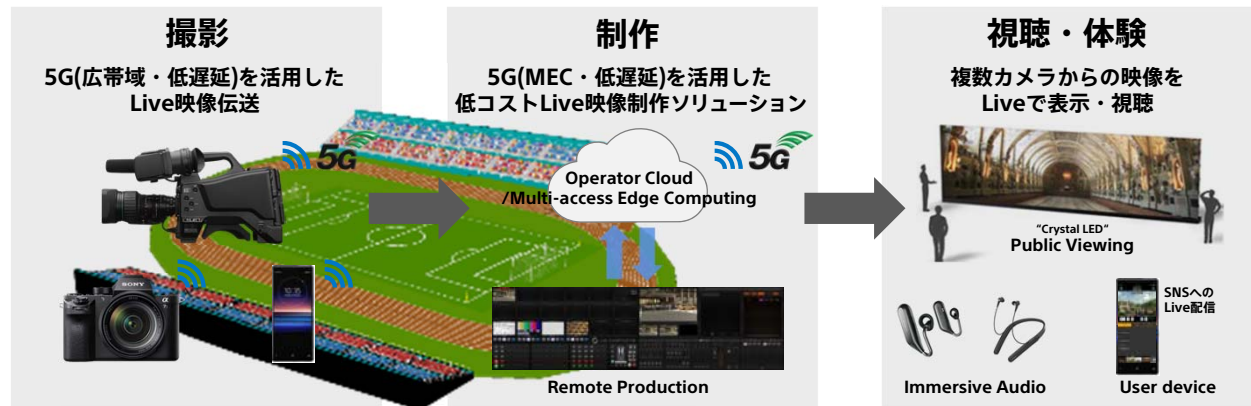 撮影
5G(広帯域・低遅延)を活用した
Live映像伝送
5G
SONY
α
10:35
制作
5G(MEC・低遅延)を活用した
低コストLive映像制作ソリューション
5G
Operator Cloud
/Multi-access Edge Computing
Remote Production
視聴・体験
複数カメラからの映像を
Liveで表示・視聴
"Crystal LED"
Public Viewing
SNSへの
Live配信
Immersive Audio
User device